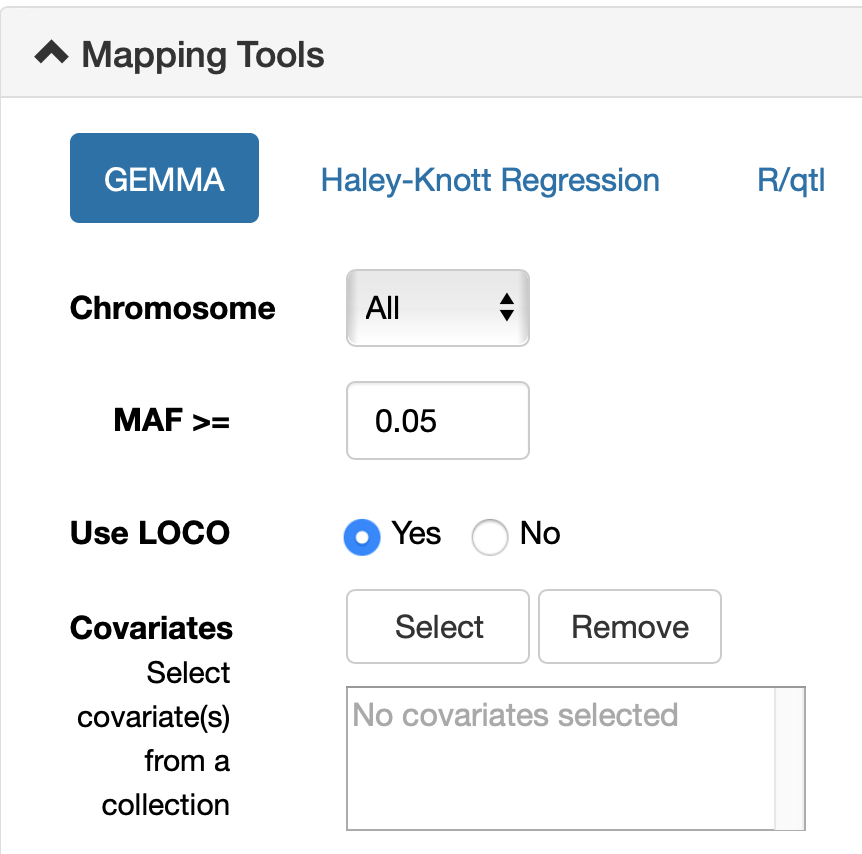 Mapping Tools
GEMMA Haley-Knott Regression R/qtl
Chromosome All
MAF >= 0.05
Use LOCO Yes No
Covariates Select Remove
Select
covariate(s)
from a
collection
No covariates selected